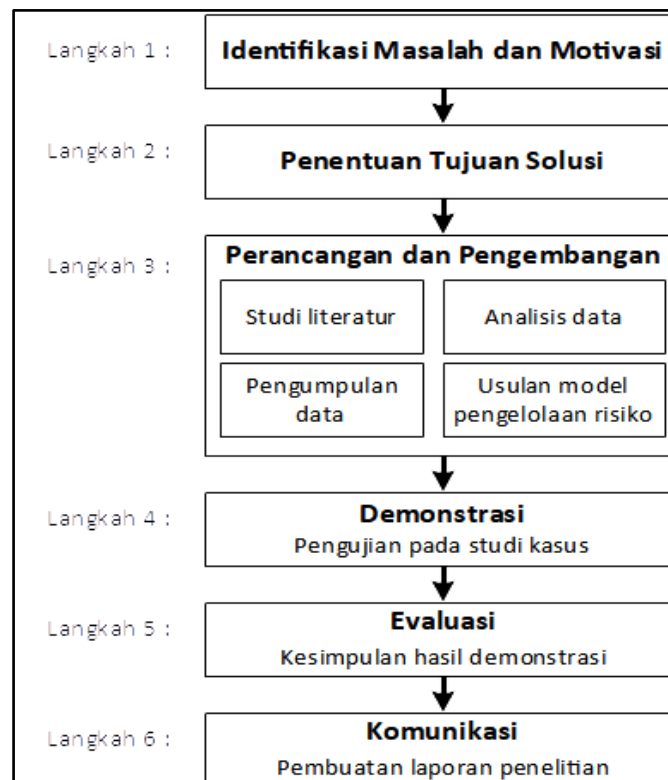 Langkah 1 :
Identifikasi Masalah dan Motivasi
Langkah 2 :
Penentuan Tujuan Solusi
Langkah 3 :
Perancangan dan Pengembangan
Studi literatur
Analisis data
Pengumpulan
data
Usulan model
pengelolaan risiko
Langkah 4 :
Demonstrasi
Pengujian pada studi kasus
Langkah 5 :
Evaluasi
Kesimpulan hasil demonstrasi
Langkah 6 :
Komunikasi
Pembuatan laporan penelitian